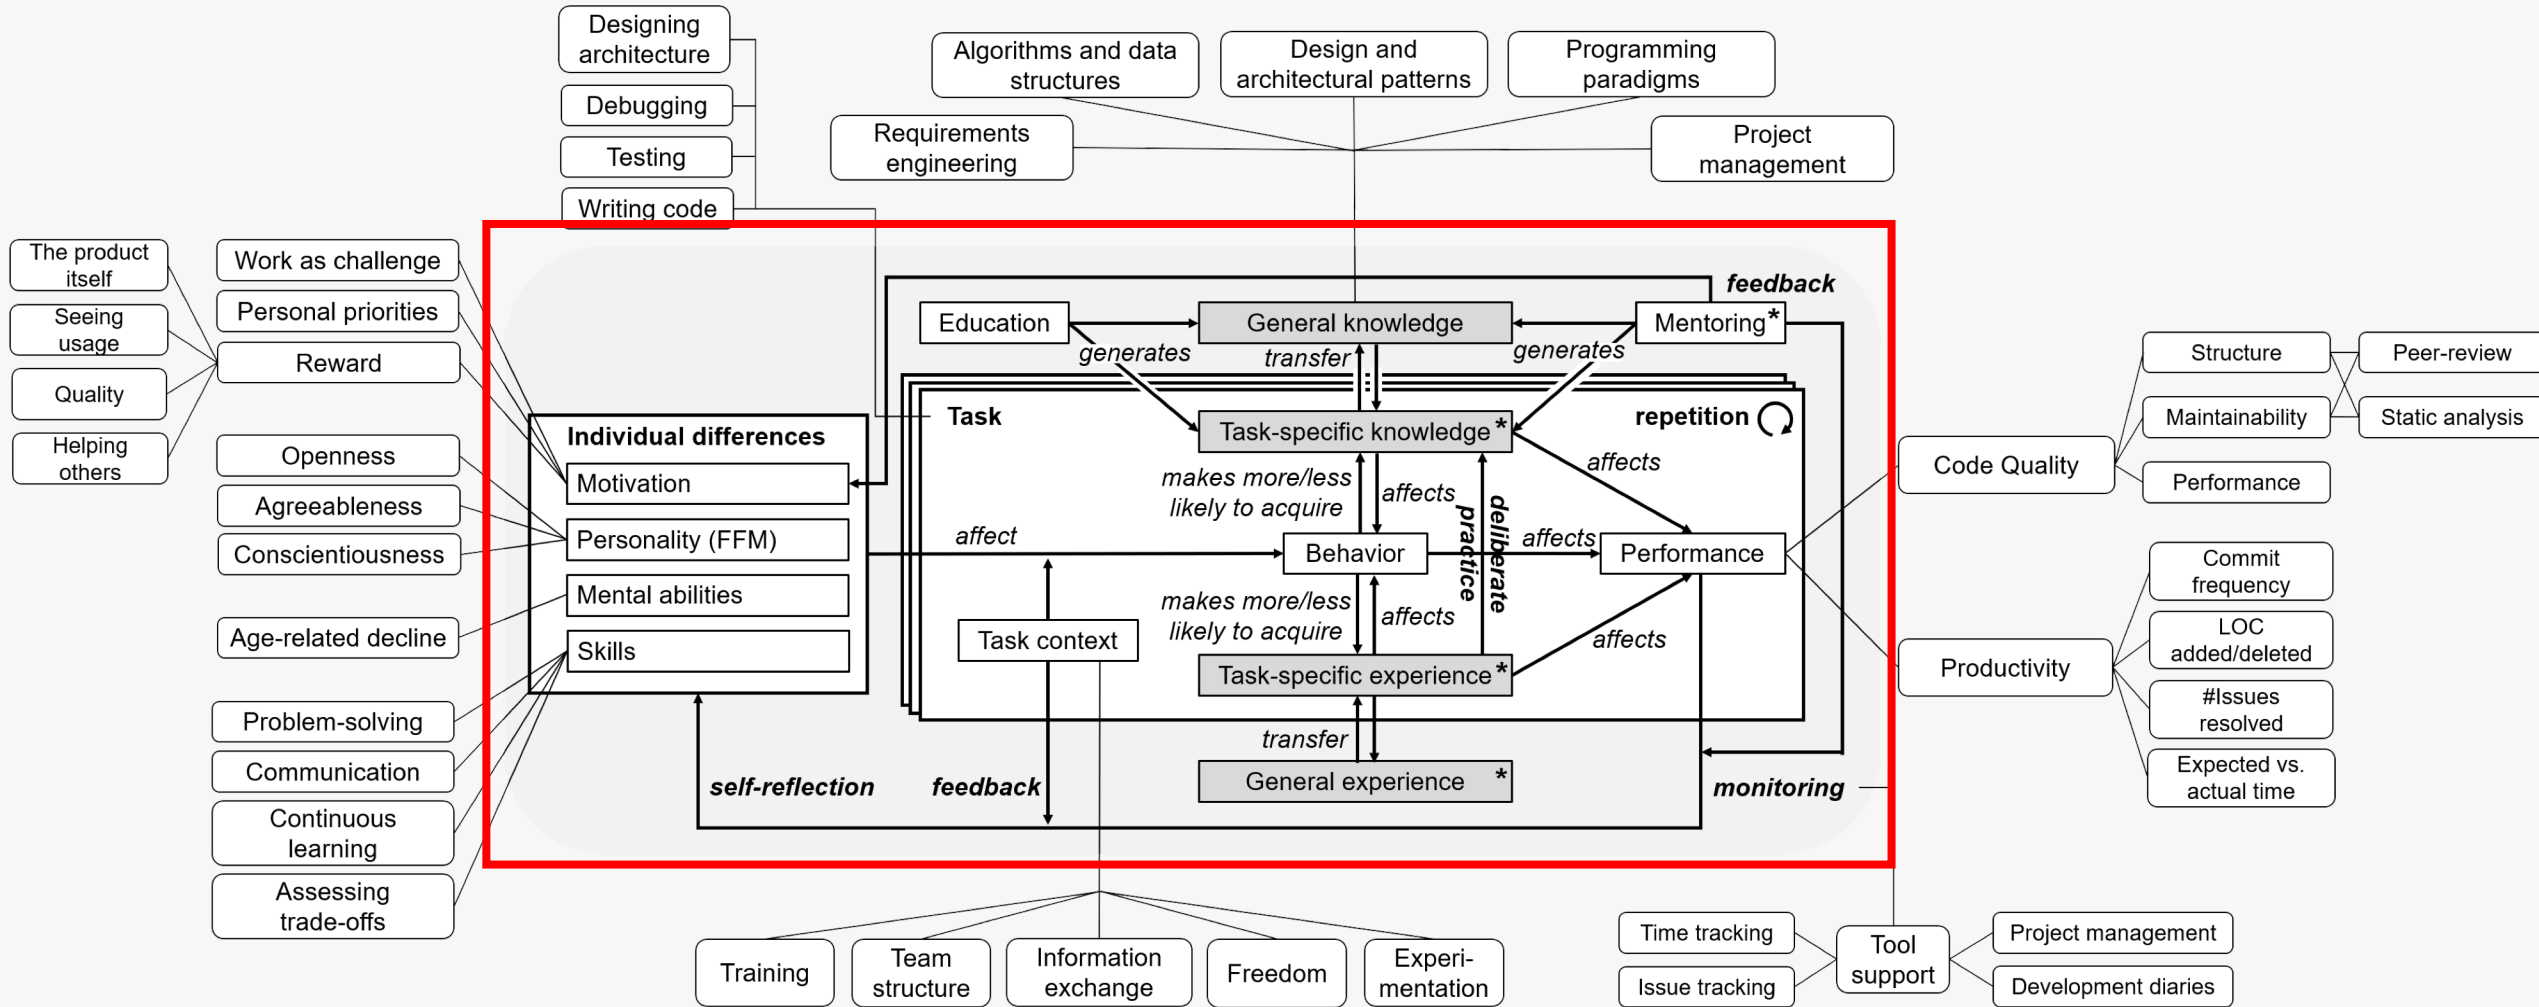 Designing
architecture
Debugging
Testing
Writing code
Algorithms and data
structures
Design and
architectural patterns
Programming
paradigms
Requirements
engineering
Project
management
The product
itself
Seeing
usage
Quality
Helping
others
Work as challenge
Personal priorities
Reward
Openness
Agreeableness
Conscientiousness
Age-related decline
Problem-solving
Communication
Continuous
learning
Assessing
trade-offs
Individual differences
Motivation
Personality (FFM)
Mental abilities
Skills
feedback
Education
General knowledge
Mentoring*
generates
transfer
generates
Task
Task-specific knowledge*
repetition
makes more/less
likely to acquire
affects
deliberate
practice
affects
affect
Behavior
affects
Performance
makes more/less
likely to acquire
affects
affects
Task context
Task-specific experience*
transfer
General experience *
self-reflection
feedback
monitoring
Code Quality
Structure
Maintainability
Performance
Peer-review
Static analysis
Productivity
Commit
frequency
LOC
added/deleted
#Issues
resolved
Expected vs.
actual time
Training
Team
structure
Information
exchange
Freedom
Experi-
mentation
Time tracking
Issue tracking
Tool
support
Project management
Development diaries